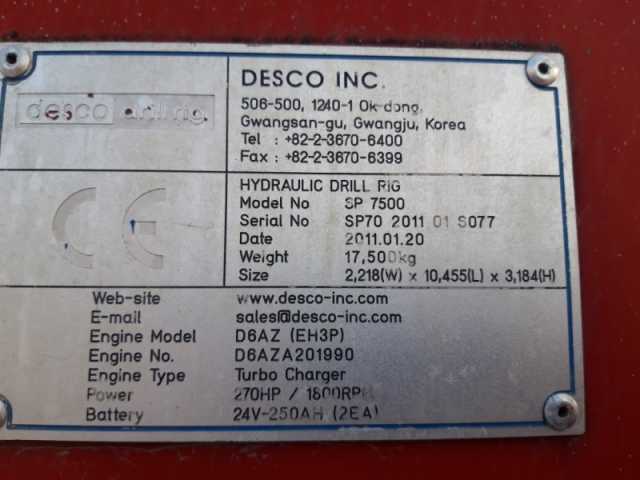 desco drilling
DESCO INC.
506-500, 1240-1 Ok-dong,
Gwangsan-gu, Gwangju, Korea
Tel : +82-2-3670-6400
Fax : +82-2-3670-6399
CE
HYDRAULIC DRILL RIG
Model No SP 7500
Serial No SP70 2011 01 S077
Date 2011.01.20
Weight 17,500kg
Size 2,218(W) x 10,455(L) x 3,184(H)
Web-site www.desco-inc.com
E-mail sales@desco-inc.com
Engine Model D6AZ (EH3P)
Engine No. D6AZA201990
Engine Type Turbo Charger
Power 270HP / 1800RPM
Battery 24V-250AH (2EA)